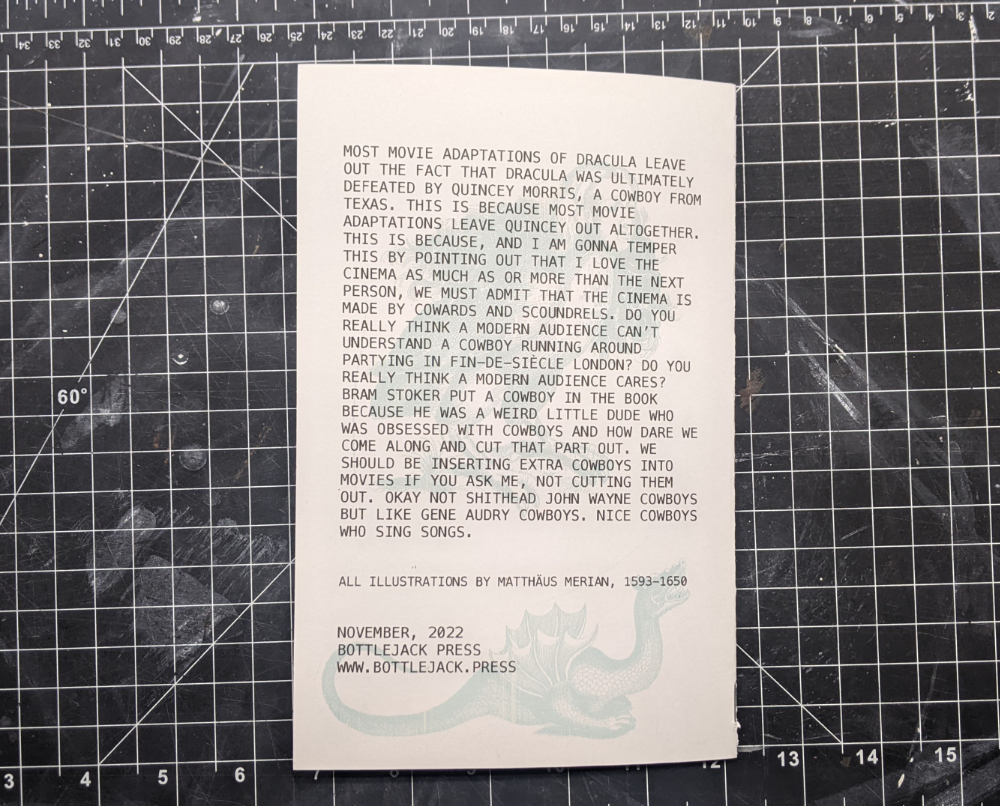 34 33 32 31 30 29 28 27 26 25 24 23 22 21 20 19 18 17 16 15 14 13 12 11 10 9 8 7 6 5 4 3 2
MOST MOVIE ADAPTATIONS OF DRACULA LEAVE
OUT THE FACT THAT DRACULA WAS ULTIMATELY
DEFEATED BY QUINCEY MORRIS, A COWBOY FROM
TEXAS. THIS IS BECAUSE MOST MOVIE
ADAPTATIONS LEAVE QUINCEY OUT ALTOGETHER.
THIS IS BECAUSE, AND I AM GONNA TEMPER
THIS BY POINTING OUT THAT I LOVE THE
CINEMA AS MUCH AS OR MORE THAN THE NEXT
PERSON, WE MUST ADMIT THAT THE CINEMA IS
MADE BY COWARDS AND SCOUNDRELS. DO YOU
REALLY THINK A MODERN AUDIENCE CAN'T
UNDERSTAND A COWBOY RUNNING AROUND
PARTYING IN FIN-DE-SIÈCLE LONDON? DO YOU
REALLY THINK A MODERN AUDIENCE CARES?
BRAM STOKER PUT A COWBOY IN THE BOOK
BECAUSE HE WAS A WEIRD LITTLE DUDE WHO
WAS OBSESSED WITH COWBOYS AND HOW DARE WE
COME ALONG AND CUT THAT PART OUT. WE
SHOULD BE INSERTING EXTRA COWBOYS INTO
MOVIES IF YOU ASK ME, NOT CUTTING THEM
OUT. OKAY NOT SHITHEAD JOHN WAYNE COWBOYS
BUT LIKE GENE AUDRY COWBOYS. NICE COWBOYS
WHO SING SONGS.
ALL ILLUSTRATIONS BY MATTHÄUS MERIAN, 1593-1650
NOVEMBER, 2022
BOTTLEJACK PRESS
WWW.BOTTLEJACK.PRESS
60°
3 4 5 6 7 12 13 14 15